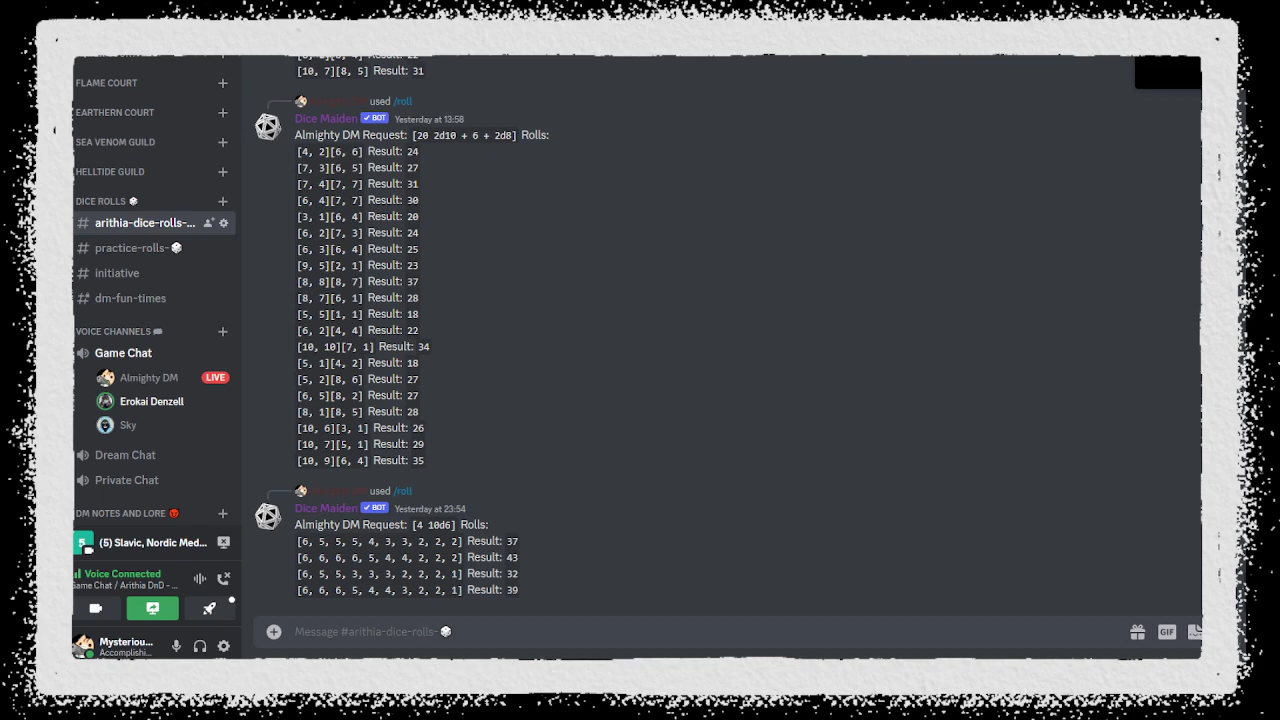 FLAME COURT
EARTHERN COURT
SEA VENOM GUILD
HELLTIDE GUILD
DICE ROLLS
# arithia-dice-rolls-...
# practice-rolls-
# initiative
# dm-fun-times
VOICE CHANNELS
Game Chat
Almighty DM LIVE
Erokai Denzell
Sky
Dream Chat
Private Chat
DM NOTES AND LORE
(5) Slavic, Nordic Med...
Voice Connected
Game Chat / Arithia DnD - ...
Mysteriou...
Accomplishi...
[10, 7][8, 5] Result: 31
used /roll
Dice Maiden BOT Yesterday at 13:58
Almighty DM Request: [20 2d10 + 6 + 2d8] Rolls:
[4, 2][6, 6] Result: 24
[7, 3][6, 5] Result: 27
[7, 4][7, 7] Result: 31
[6, 4][7, 7] Result: 30
[3, 1][6, 4] Result: 20
[6, 2][7, 3] Result: 24
[6, 3][6, 4] Result: 25
[9, 5][2, 1] Result: 23
[8, 8][8, 7] Result: 37
[8, 7][6, 1] Result: 28
[5, 5][1, 1] Result: 18
[6, 2][4, 4] Result: 22
[10, 10][7, 1] Result: 34
[5, 1][4, 2] Result: 18
[5, 2][8, 6] Result: 27
[6, 5][8, 2] Result: 27
[8, 1][8, 5] Result: 28
[10, 6][3, 1] Result: 26
[10, 7][5, 1] Result: 29
[10, 9][6, 4] Result: 35
used /roll
Dice Maiden BOT Yesterday at 23:54
Almighty DM Request: [4 10d6] Rolls:
[6, 5, 5, 5, 4, 3, 3, 2, 2, 2] Result: 37
[6, 6, 6, 6, 5, 4, 4, 2, 2, 2] Result: 43
[6, 5, 5, 3, 3, 3, 2, 2, 2, 1] Result: 32
[6, 6, 6, 5, 4, 4, 3, 2, 2, 1] Result: 39
Message #arithia-dice-rolls-
GIF